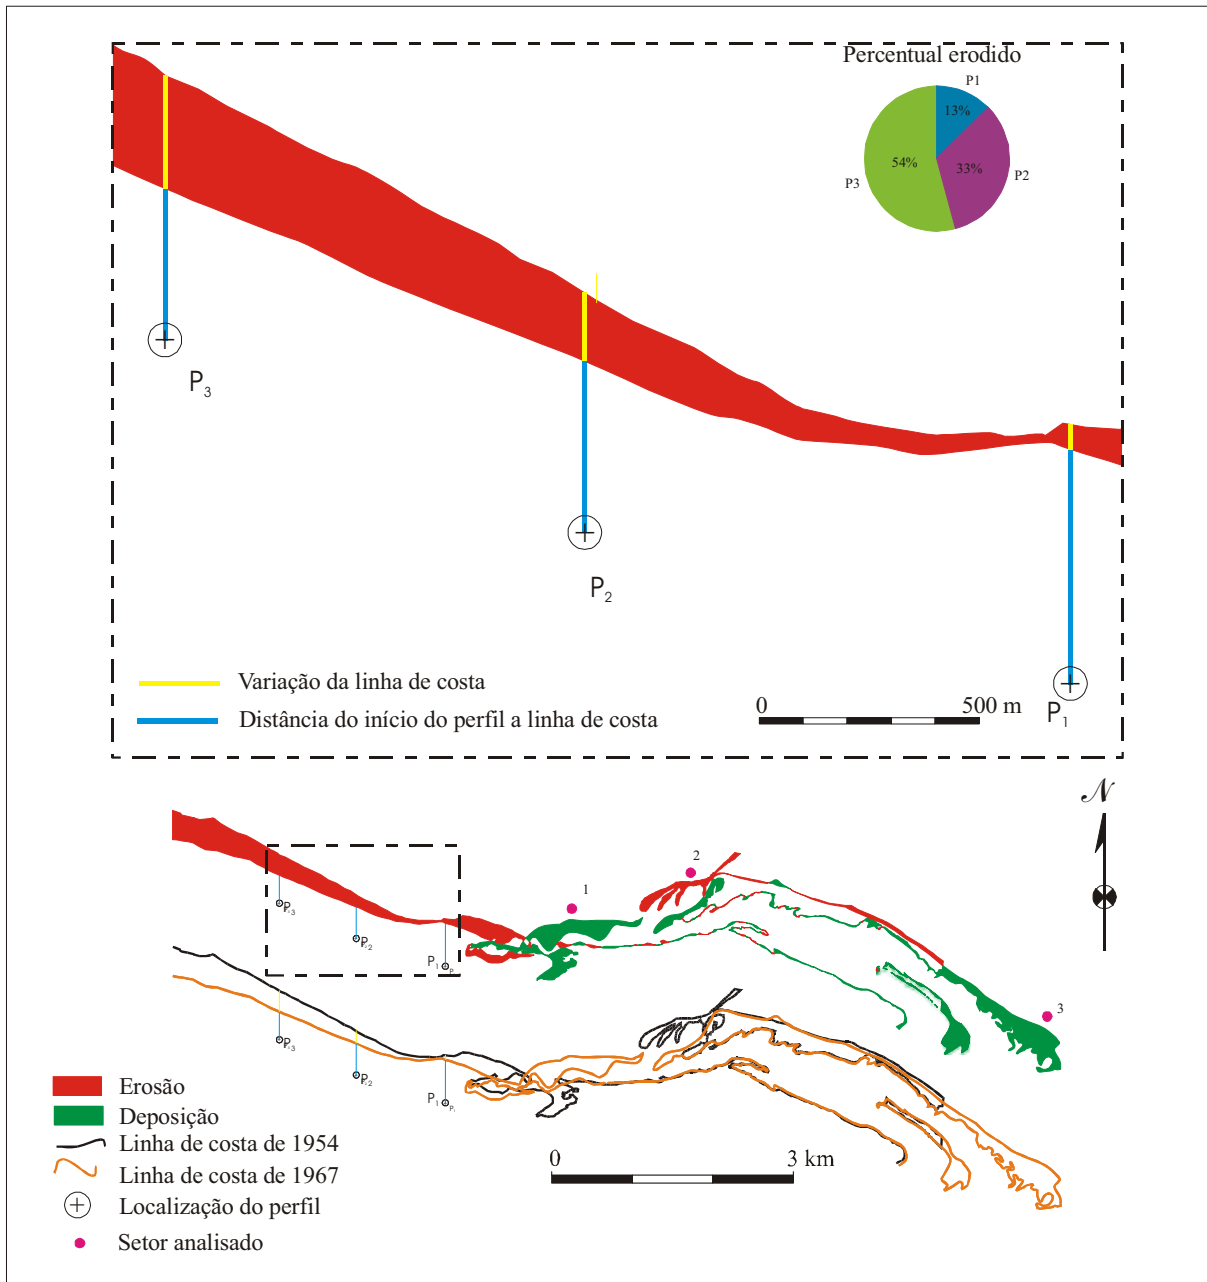 Percentual erodido
P1
13%
54%
33%
P3
P2
P3
P2
P1
Variação da linha de costa
Distância do início do perfil a linha de costa
0 500 m
N
1
2
3
P3
P2
P1
P3
P2
P1
Erosão
Deposição
Linha de costa de 1954
Linha de costa de 1967
Localização do perfil
Setor analisado
0 3 km